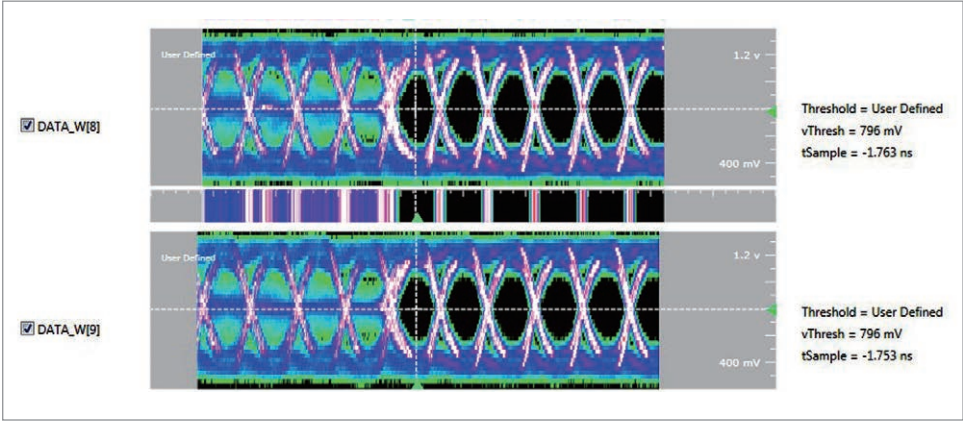 User Defined
1.2 v
DATA_W[8]
400 mV
Threshold = User Defined
vThresh = 796 mV
tSample = -1.763 ns
User Defined
1.2 v
DATA_W[9]
400 mV
Threshold = User Defined
vThresh = 796 mV
tSample = -1.753 ns